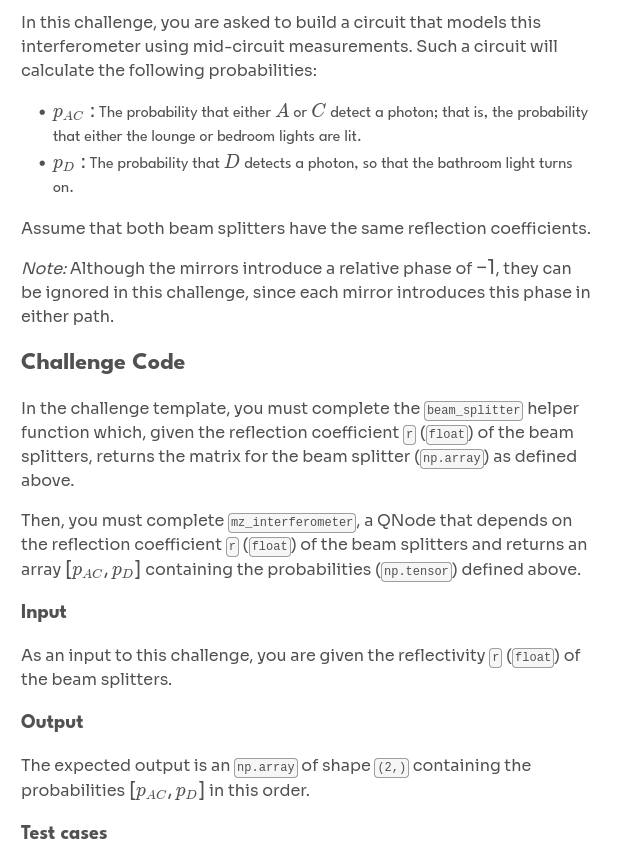 In this challenge, you are asked to build a circuit that models this
interferometer using mid-circuit measurements. Such a circuit will
calculate the following probabilities:
• p_AC : The probability that either A or C detect a photon; that is, the probability
that either the lounge or bedroom lights are lit.
• p_D : The probability that D detects a photon, so that the bathroom light turns
on.
Assume that both beam splitters have the same reflection coefficients.
Note: Although the mirrors introduce a relative phase of −1, they can
be ignored in this challenge, since each mirror introduces this phase in
either path.
Challenge Code
In the challenge template, you must complete the beam_splitter helper
function which, given the reflection coefficient r (float) of the beam
splitters, returns the matrix for the beam splitter (np.array) as defined
above.
Then, you must complete mz_interferometer, a QNode that depends on
the reflection coefficient r (float) of the beam splitters and returns an
array [p_AC, p_D] containing the probabilities (np.tensor) defined above.
Input
As an input to this challenge, you are given the reflectivity r (float) of
the beam splitters.
Output
The expected output is an np.array of shape (2,) containing the
probabilities [p_AC, p_D] in this order.
Test cases